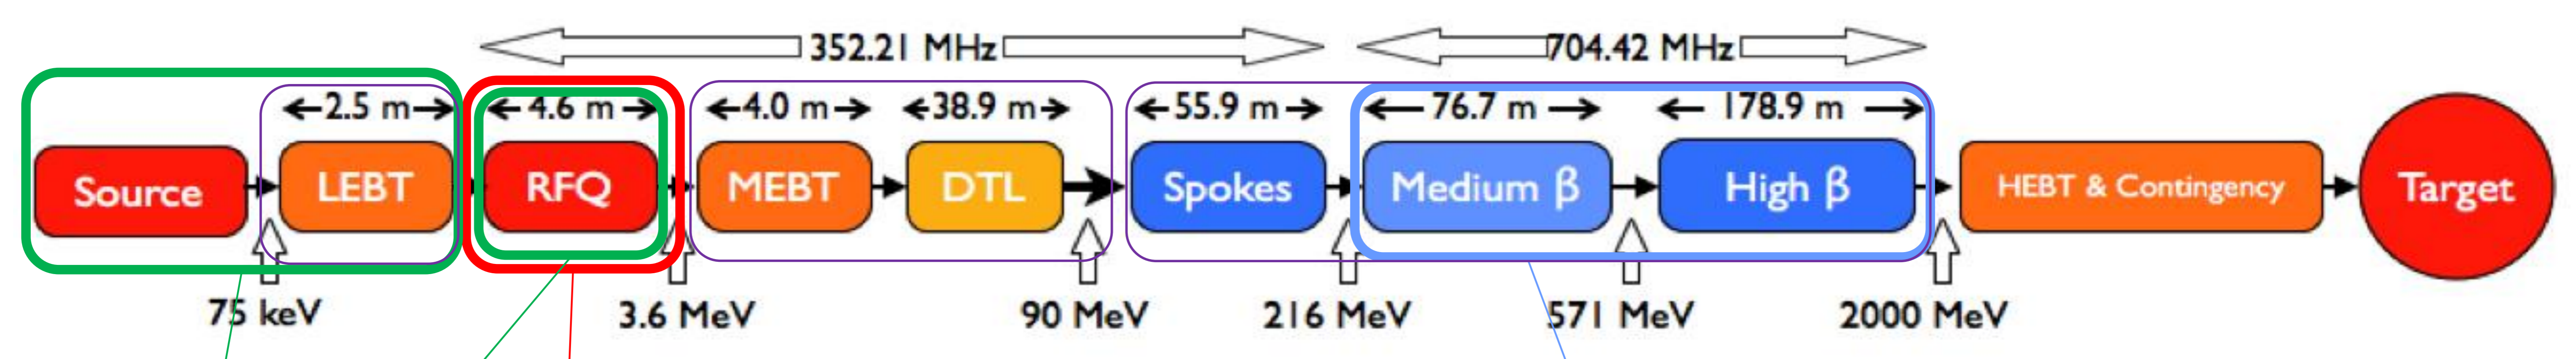 352.21 MHz 704.42 MHz
2.5 m 4.6 m 4.0 m 38.9 m 55.9 m 76.7 m 178.9 m
Source LEBT RFQ MEBT DTL Spokes Medium β High β HEBT & Contingency Target
75 keV 3.6 MeV 90 MeV 216 MeV 571 MeV 2000 MeV